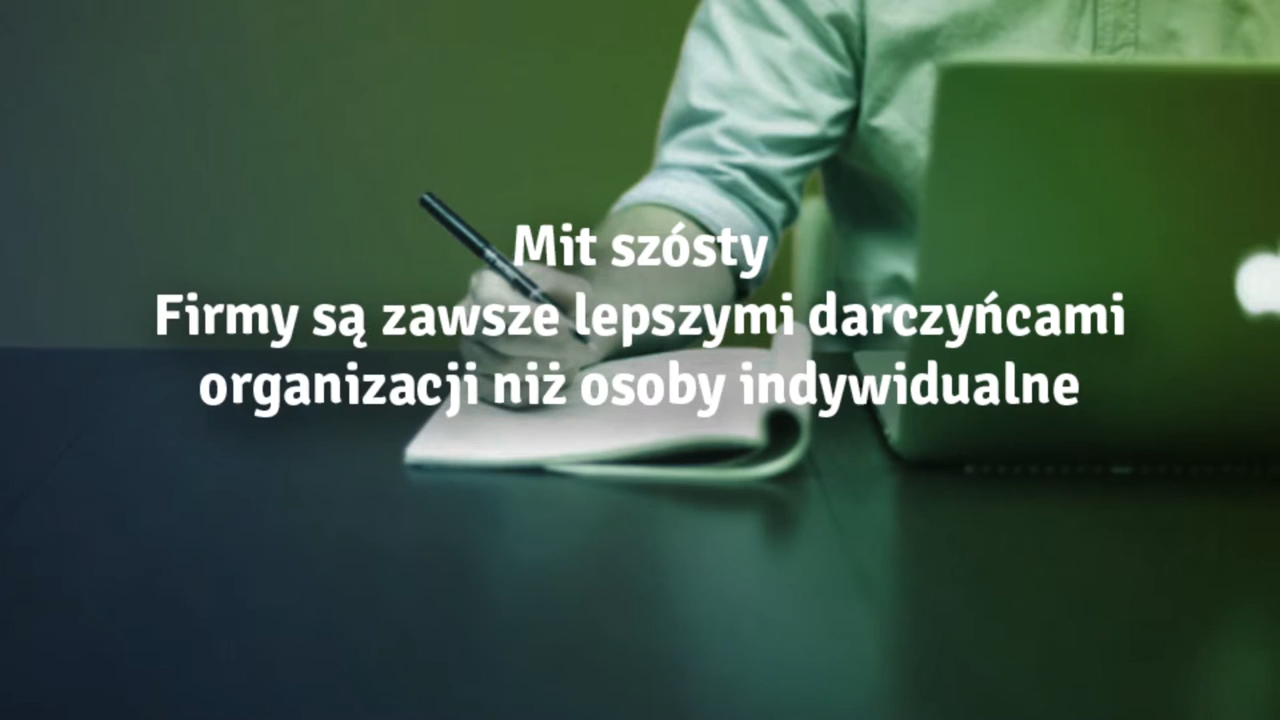 Mit szósty
Firmy są zawsze lepszymi darczyńcami
organizacji niż osoby indywidualne